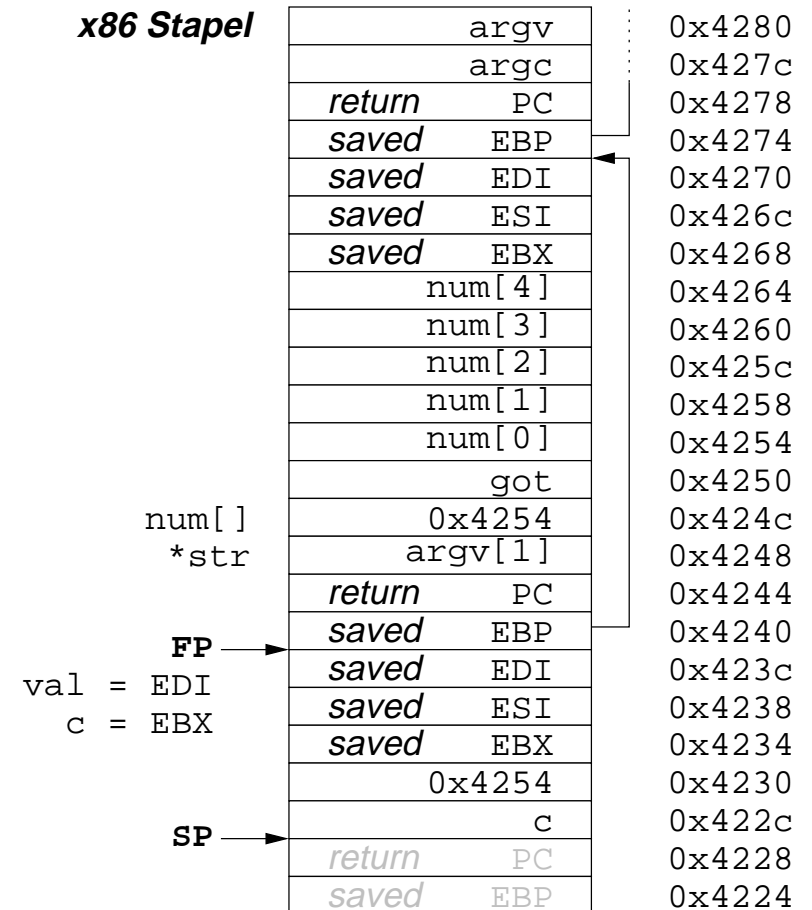 x86 Stapel argv 0x4280
argc 0x427c
return PC 0x4278
saved EBP 0x4274
saved EDI 0x4270
saved ESI 0x426c
saved EBX 0x4268
num[4] 0x4264
num[3] 0x4260
num[2] 0x425c
num[1] 0x4258
num[0] 0x4254
got 0x4250
num[] 0x4254 0x424c
*str argv[1] 0x4248
return PC 0x4244
saved EBP 0x4240
FP
saved EDI 0x423c
val = EDI
saved ESI 0x4238
c = EBX
saved EBX 0x4234
0x4254 0x4230
c 0x422c
SP
return PC 0x4228
saved EBP 0x4224